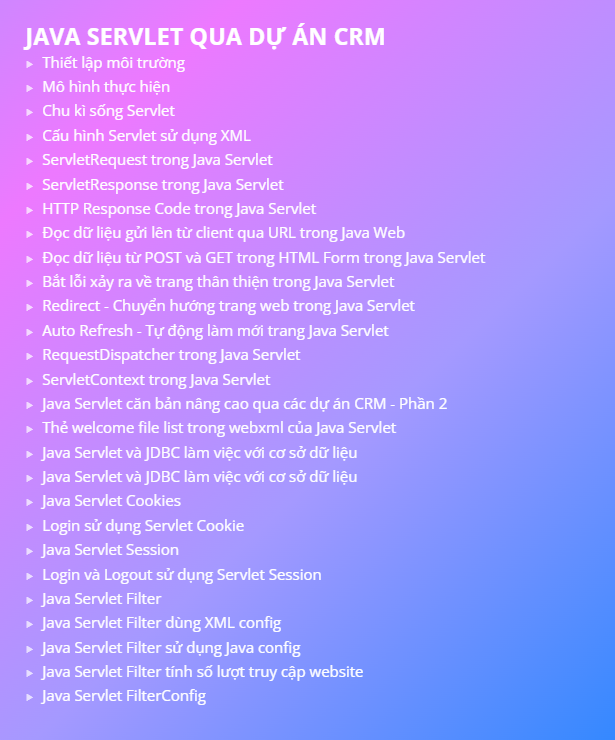 JAVA SERVLET QUA DỰ ÁN CRM
Thiết lập môi trường
Mô hình thực hiện
Chu kì sống Servlet
Cấu hình Servlet sử dụng XML
ServletRequest trong Java Servlet
ServletResponse trong Java Servlet
HTTP Response Code trong Java Servlet
Đọc dữ liệu gửi lên từ client qua URL trong Java Web
Đọc dữ liệu từ POST và GET trong HTML Form trong Java Servlet
Bắt lỗi xảy ra về trang thân thiện trong Java Servlet
Redirect - Chuyển hướng trang web trong Java Servlet
Auto Refresh - Tự động làm mới trang Java Servlet
RequestDispatcher trong Java Servlet
ServletContext trong Java Servlet
Java Servlet căn bản nâng cao qua các dự án CRM - Phần 2
Thẻ welcome file list trong webxml của Java Servlet
Java Servlet và JDBC làm việc với cơ sở dữ liệu
Java Servlet và JDBC làm việc với cơ sở dữ liệu
Java Servlet Cookies
Login sử dụng Servlet Cookie
Java Servlet Session
Login và Logout sử dụng Servlet Session
Java Servlet Filter
Java Servlet Filter dùng XML config
Java Servlet Filter sử dụng Java config
Java Servlet Filter tính số lượt truy cập website
Java Servlet FilterConfig